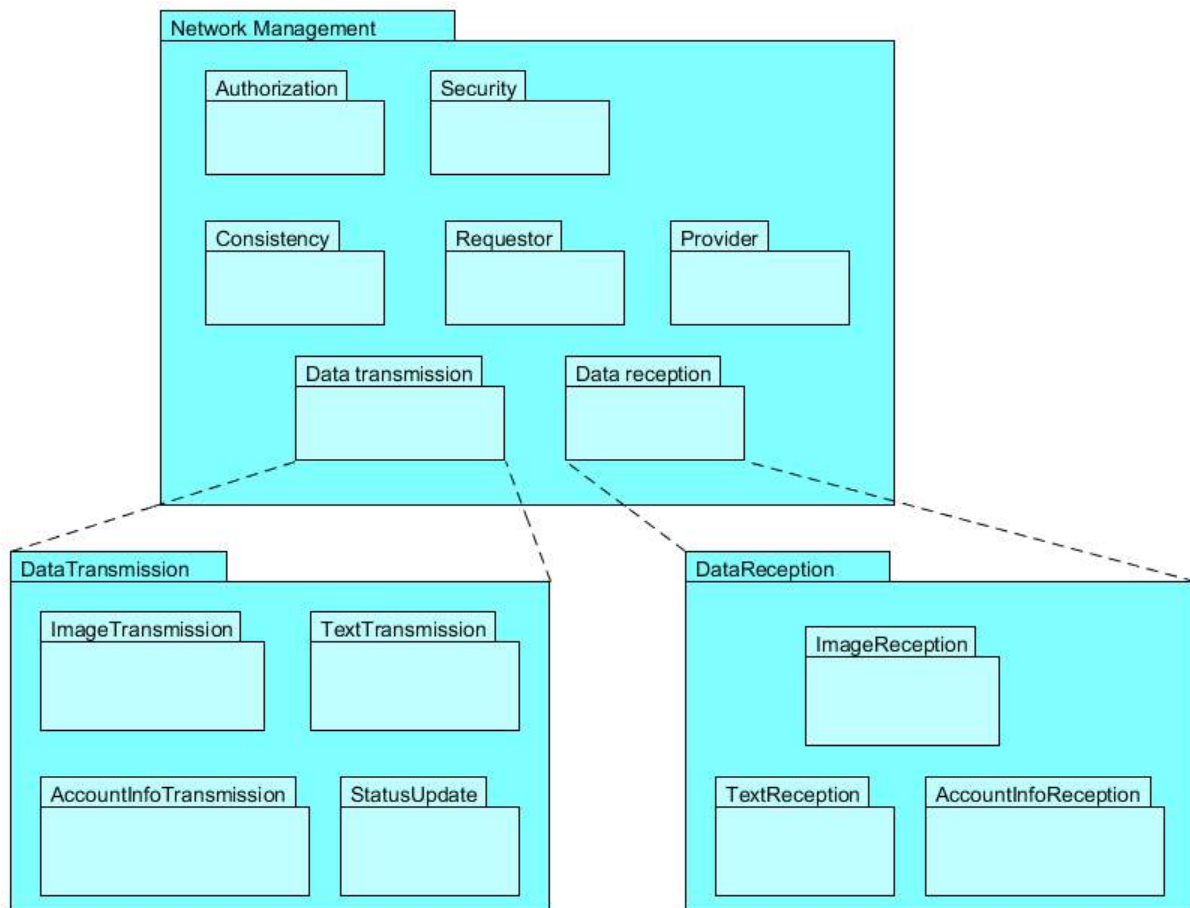 Network Management
Authorization
Security
Consistency
Requestor
Provider
Data transmission
Data reception
DataTransmission
DataReception
ImageTransmission
TextTransmission
ImageReception
AccountInfoTransmission
StatusUpdate
TextReception
AccountInfoReception